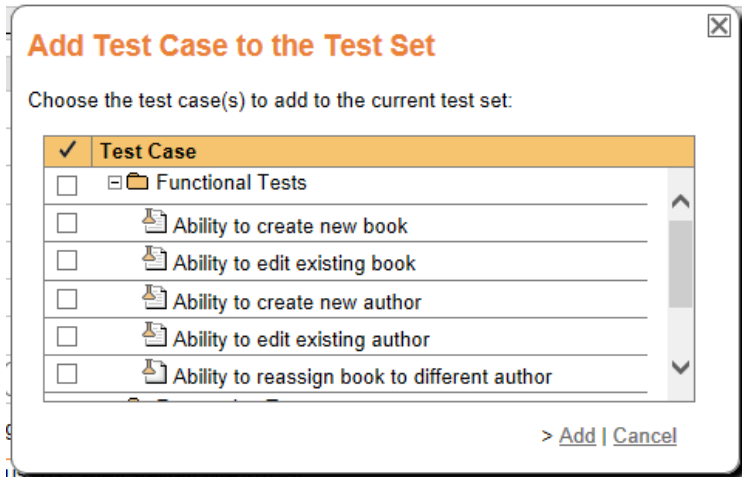 Add Test Case to the Test Set
Choose the test case(s) to add to the current test set:
Test Case
Functional Tests
Ability to create new book
Ability to edit existing book
Ability to create new author
Ability to edit existing author
Ability to reassign book to different author
> Add | Cancel